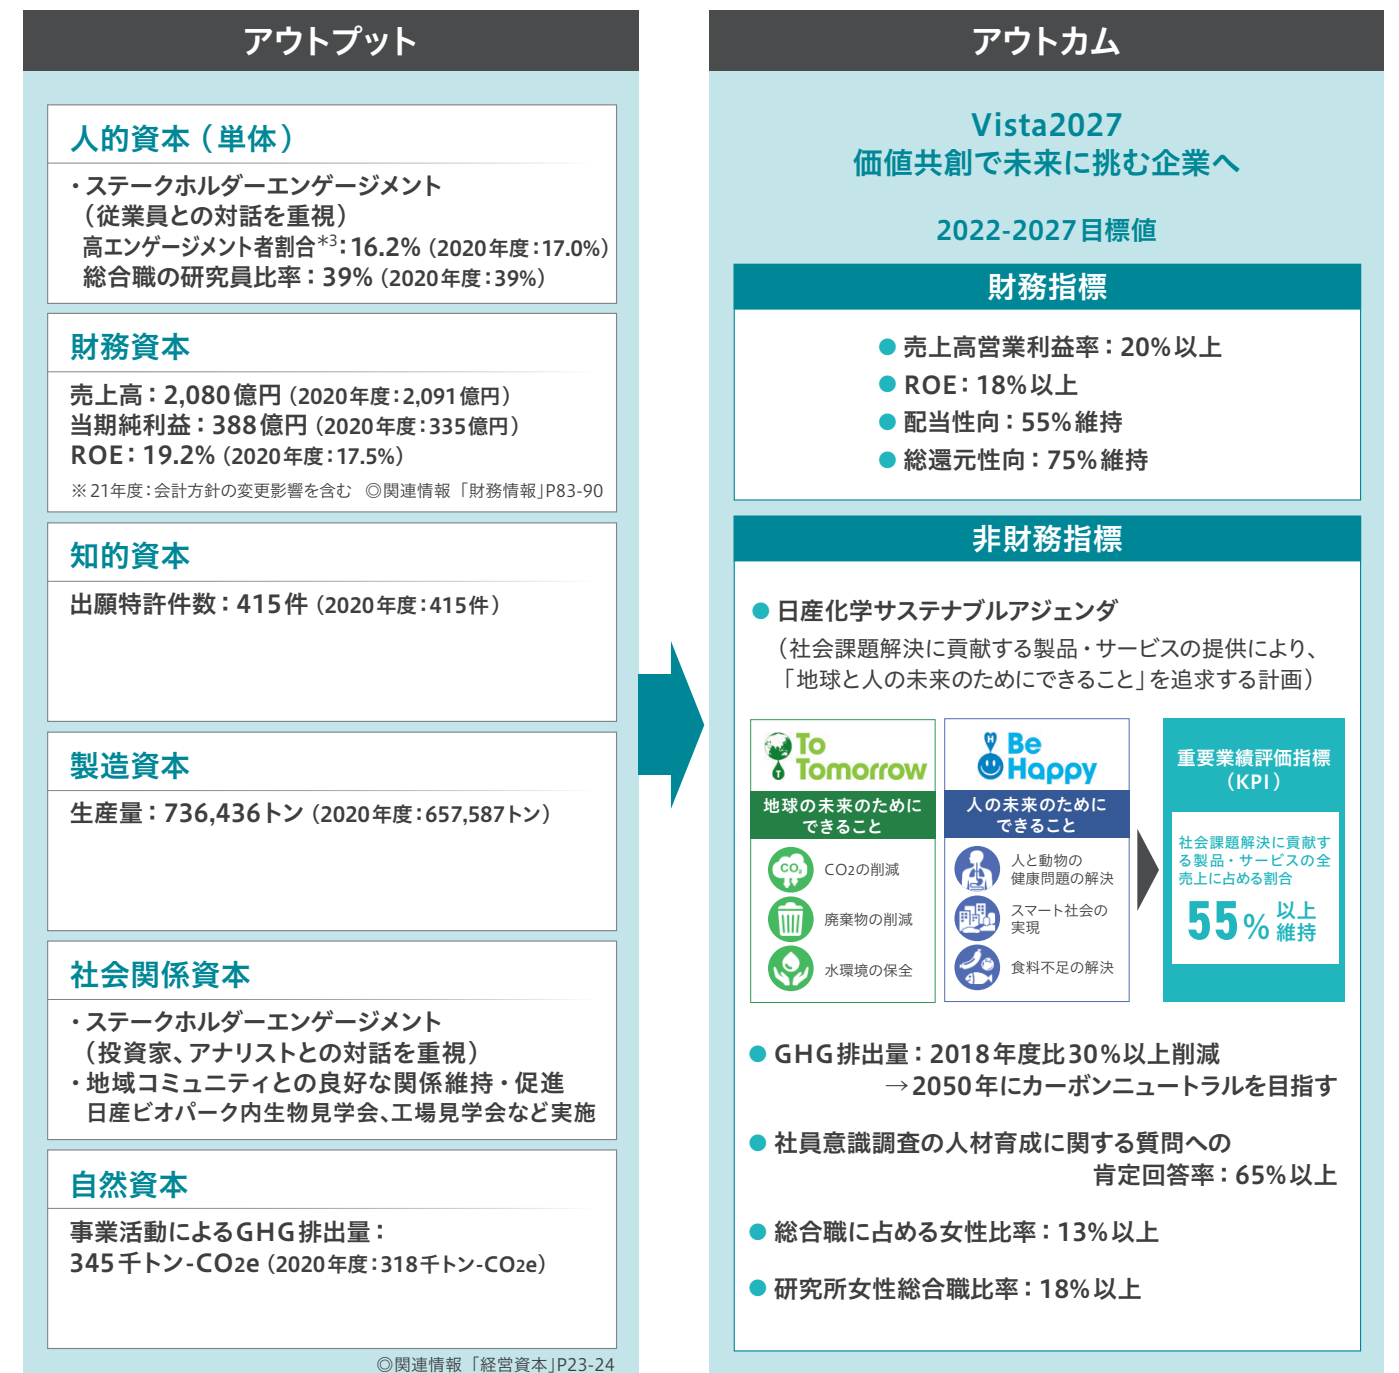 アウトプット
人的資本（単体）
・ステークホルダーエンゲージメント
（従業員との対話を重視）
高エンゲージメント者割合*3：16.2%（2020年度：17.0%）
総合職の研究員比率：39%（2020年度：39%）
財務資本
売上高：2,080億円（2020年度：2,091億円）
当期純利益：388億円（2020年度：335億円）
ROE：19.2%（2020年度：17.5%）
※21年度：会計方針の変更影響を含む ◎関連情報「財務情報」P83-90
知的資本
出願特許件数：415件（2020年度：415件）
製造資本
生産量：736,436トン（2020年度：657,587トン）
社会関係資本
・ステークホルダーエンゲージメント
（投資家、アナリストとの対話を重視）
・地域コミュニティとの良好な関係維持・促進
日産ビオパーク内生物見学会、工場見学会など実施
自然資本
事業活動によるGHG排出量：
345千トン-CO2e（2020年度：318千トン-CO2e）
◎関連情報「経営資本」P23-24
アウトカム
Vista2027
価値共創で未来に挑む企業へ
2022-2027目標値
財務指標
● 売上高営業利益率：20%以上
● ROE：18%以上
● 配当性向：55%維持
● 総還元性向：75%維持
非財務指標
● 日産化学サステナブルアジェンダ
（社会課題解決に貢献する製品・サービスの提供により、
「地球と人の未来のためにできること」を追求する計画）
To
Tomorrow
T
地球の未来のために
できること
CO2
CO2の削減
廃棄物の削減
水環境の保全
H
Be
Happy
人の未来のために
できること
人と動物の
健康問題の解決
スマート社会の
実現
食料不足の解決
重要業績評価指標
（KPI）
社会課題解決に貢献す
る製品・サービスの全
売上に占める割合
55%以上
維持
● GHG排出量：2018年度比30%以上削減
→2050年にカーボンニュートラルを目指す
● 社員意識調査の人材育成に関する質問への
肯定回答率：65%以上
● 総合職に占める女性比率：13%以上
● 研究所女性総合職比率：18%以上